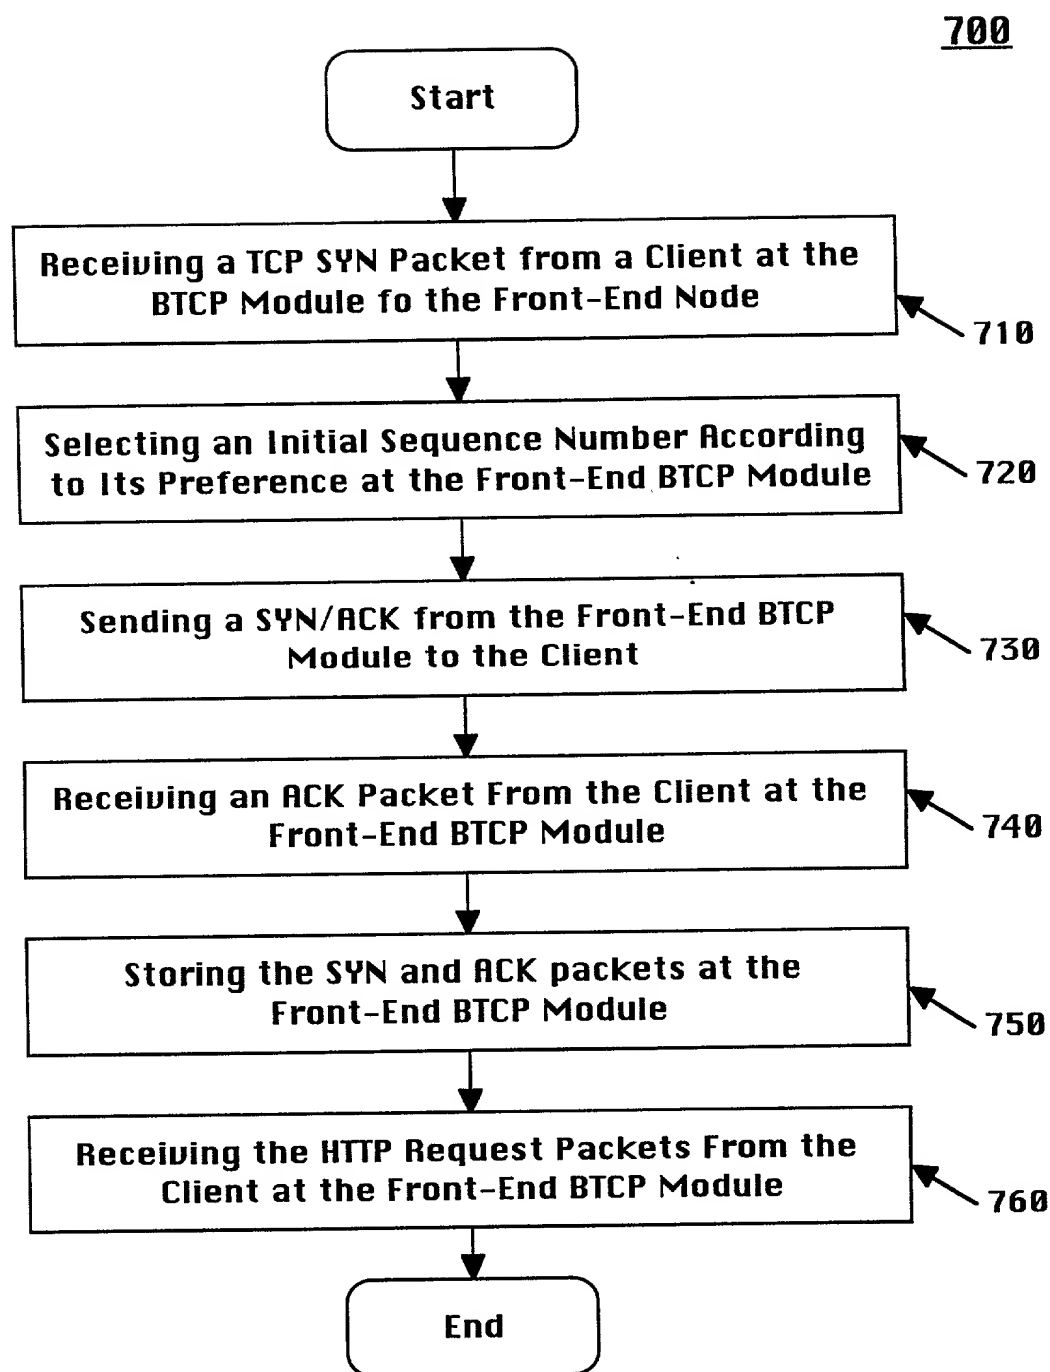 700
Start
Receiving a TCP SYN Packet from a Client at the
BTCP Module fo the Front-End Node
710
Selecting an Initial Sequence Number According
to Its Preference at the Front-End BTCP Module
720
Sending a SYN/ACK from the Front-End BTCP
Module to the Client
730
Receiving an ACK Packet From the Client at the
Front-End BTCP Module
740
Storing the SYN and ACK packets at the
Front-End BTCP Module
750
Receiving the HTTP Request Packets From the
Client at the Front-End BTCP Module
760
End